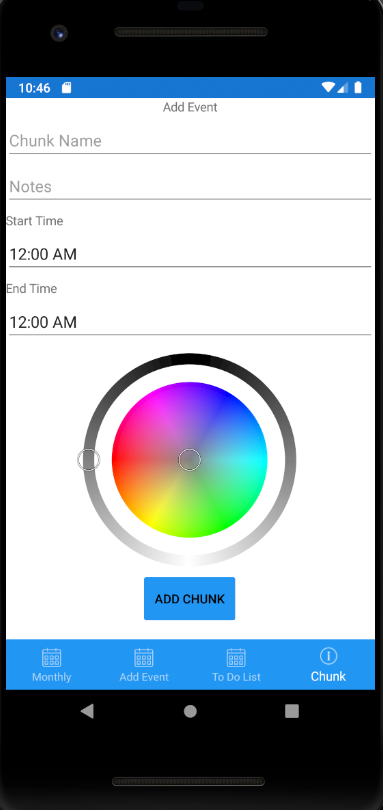 10:46
Add Event
Chunk Name
Notes
Start Time
12:00 AM
End Time
12:00 AM
ADD CHUNK
Monthly Add Event To Do List Chunk